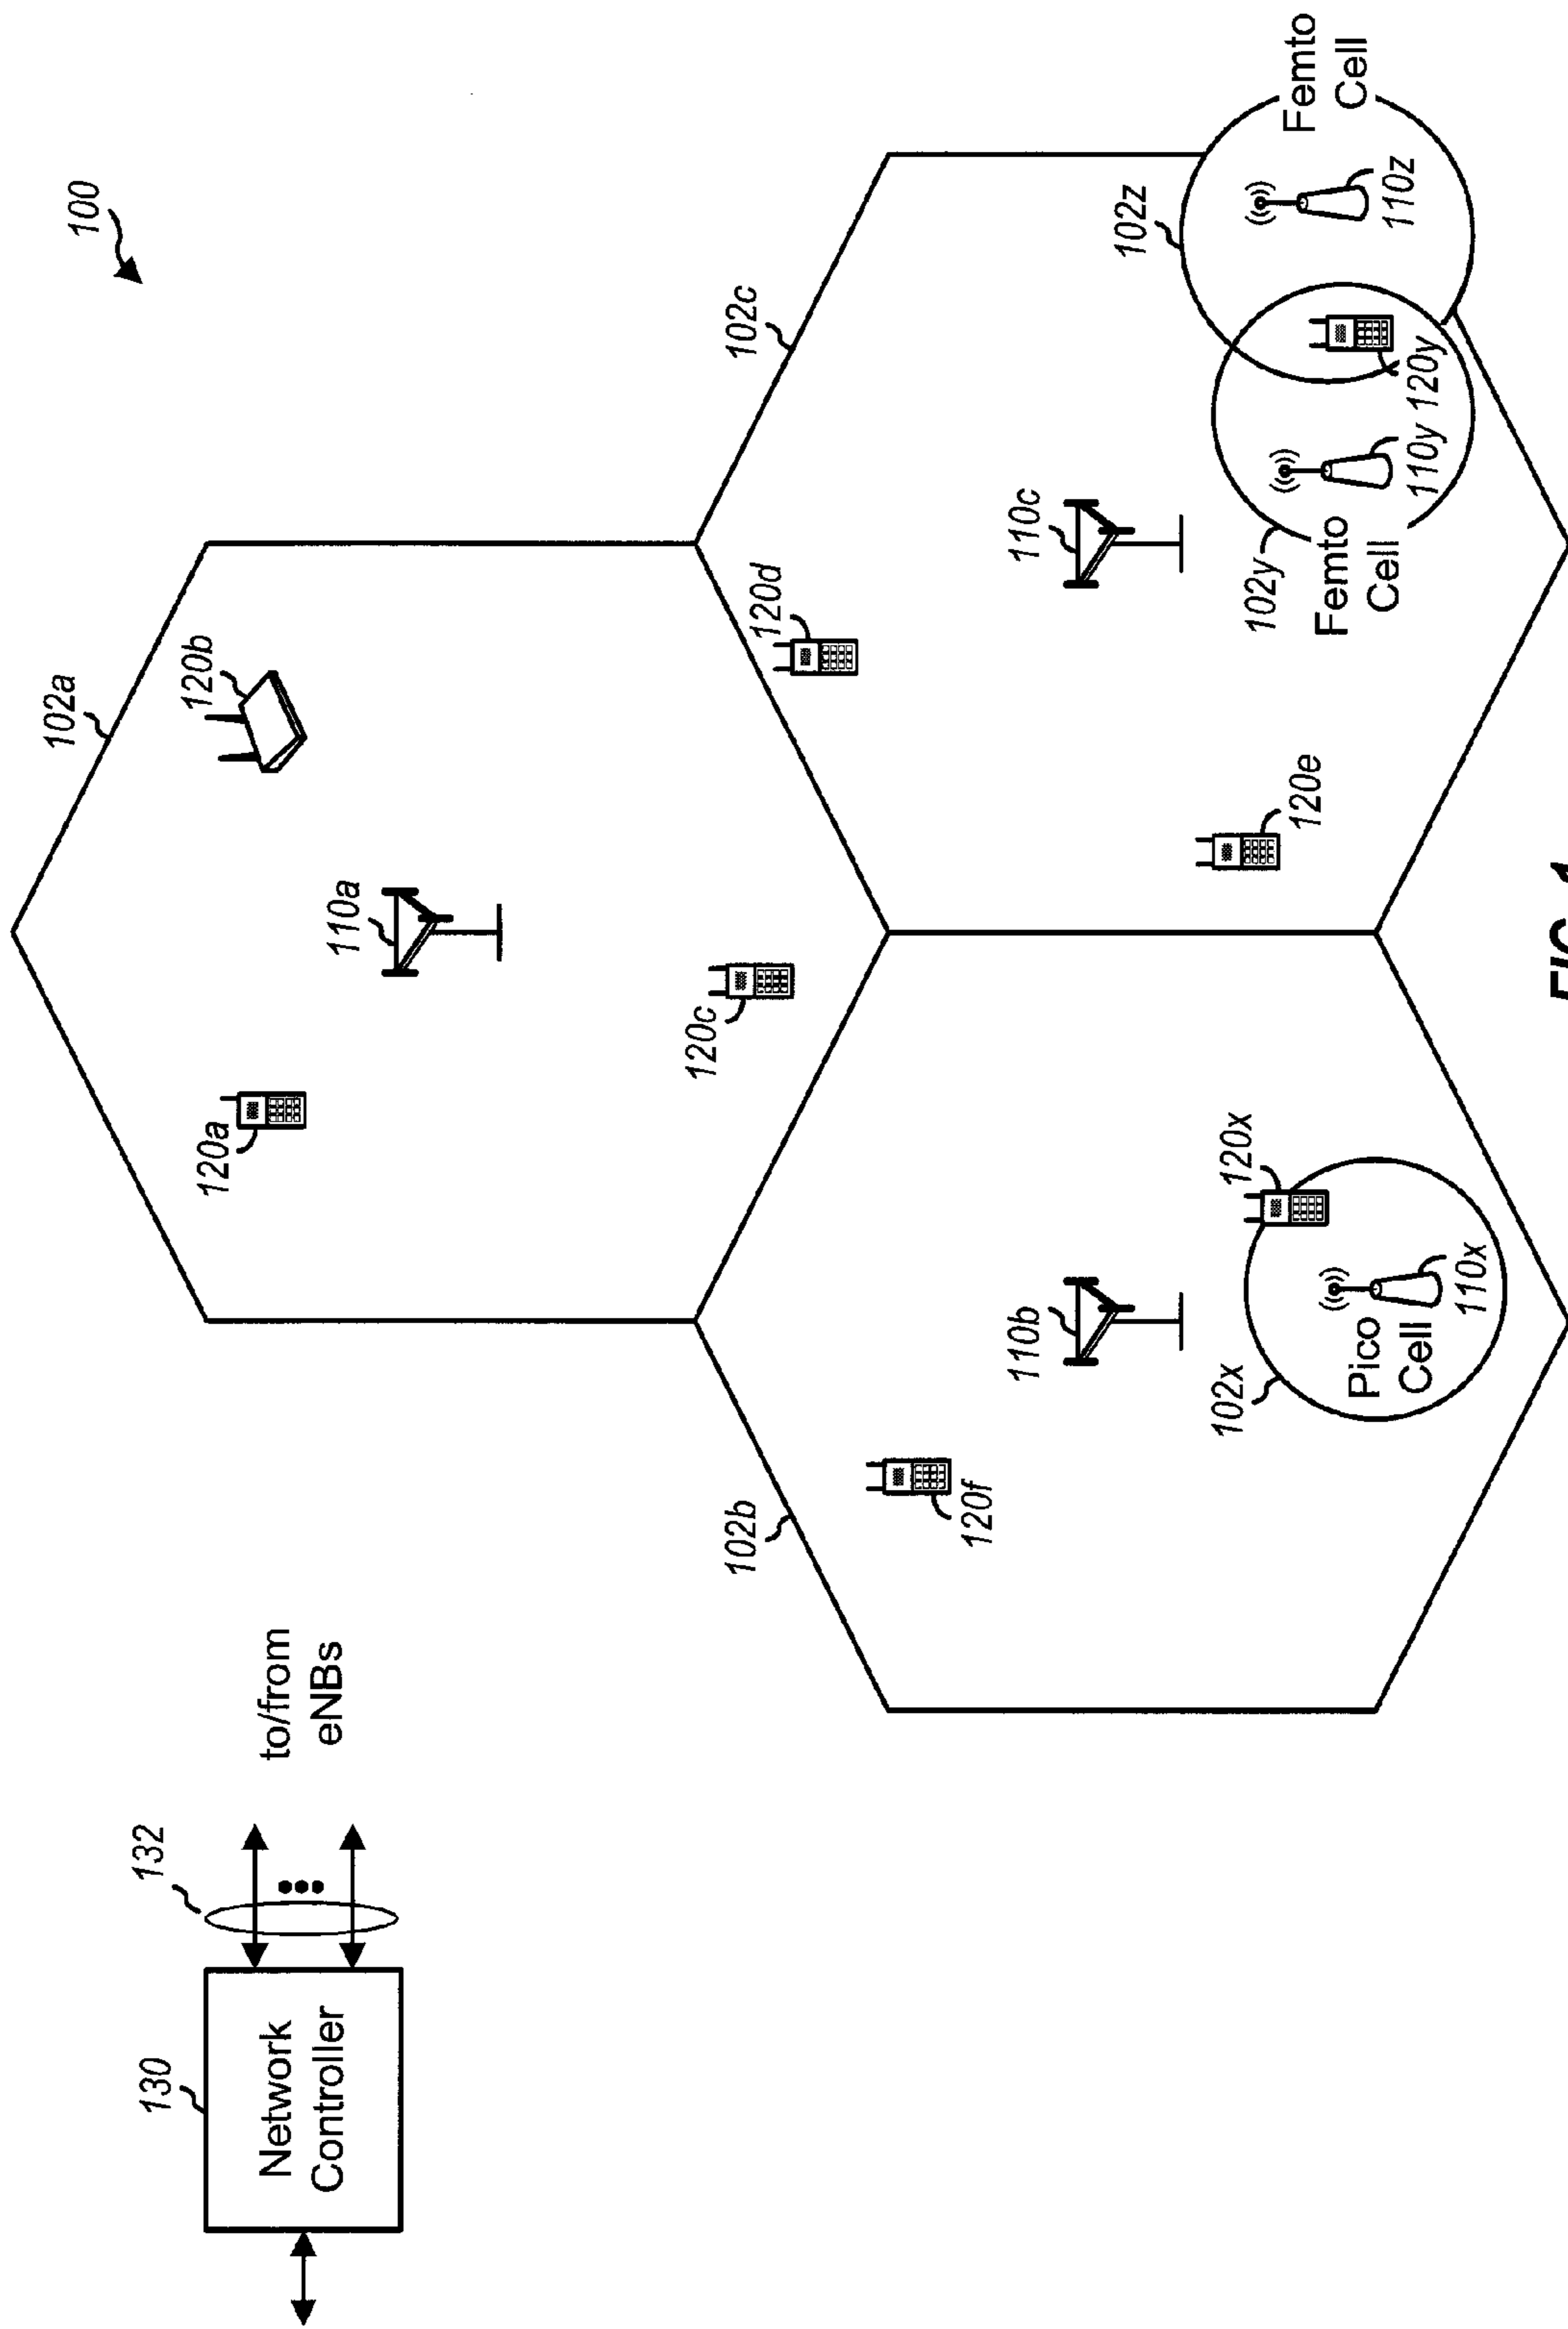 100
130
Network
Controller
132
to/from
eNBs
102a
120a
110a
120b
120c
102b
102c
120f
110b
120d
110c
102x
Pico
Cell
110x
120x
120e
102y
Femto
Cell
110y
120y
102z
Femto
Cell
110z
FIG. 1